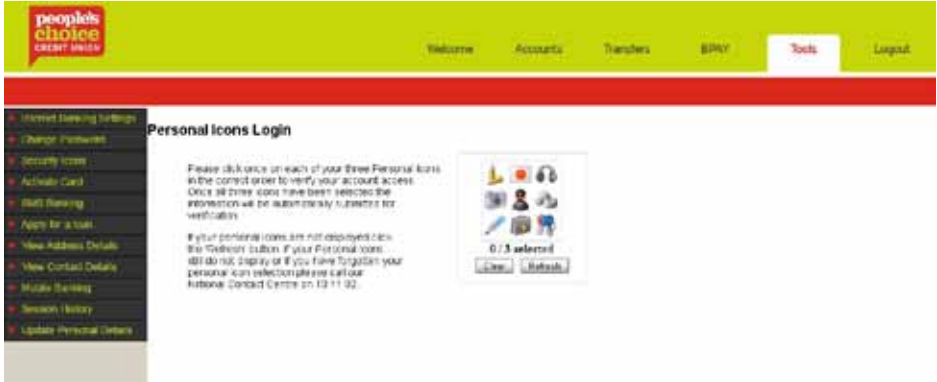 people's
choice
CREDIT UNION
Welcome
Accounts
Transfers
BPAY
Tools
Logout
Internet Banking Settings
Change Password
Security Icons
Activate Card
SMS Banking
Apply for a loan
View Address Details
View Contact Details
Mobile Banking
Session History
Update Personal Details
Personal Icons Login
Please click once on each of your three Personal Icons
in the correct order to verify your account access.
Once all three icons have been selected the
information will be automatically submitted for
verification.
If your personal icons are not displayed click
the 'Refresh' button. If your Personal Icons
still do not display or if you have forgotten your
personal icon selection please call our
National Contact Centre on 13 11 82.
0 / 3 selected
Clear
Refresh